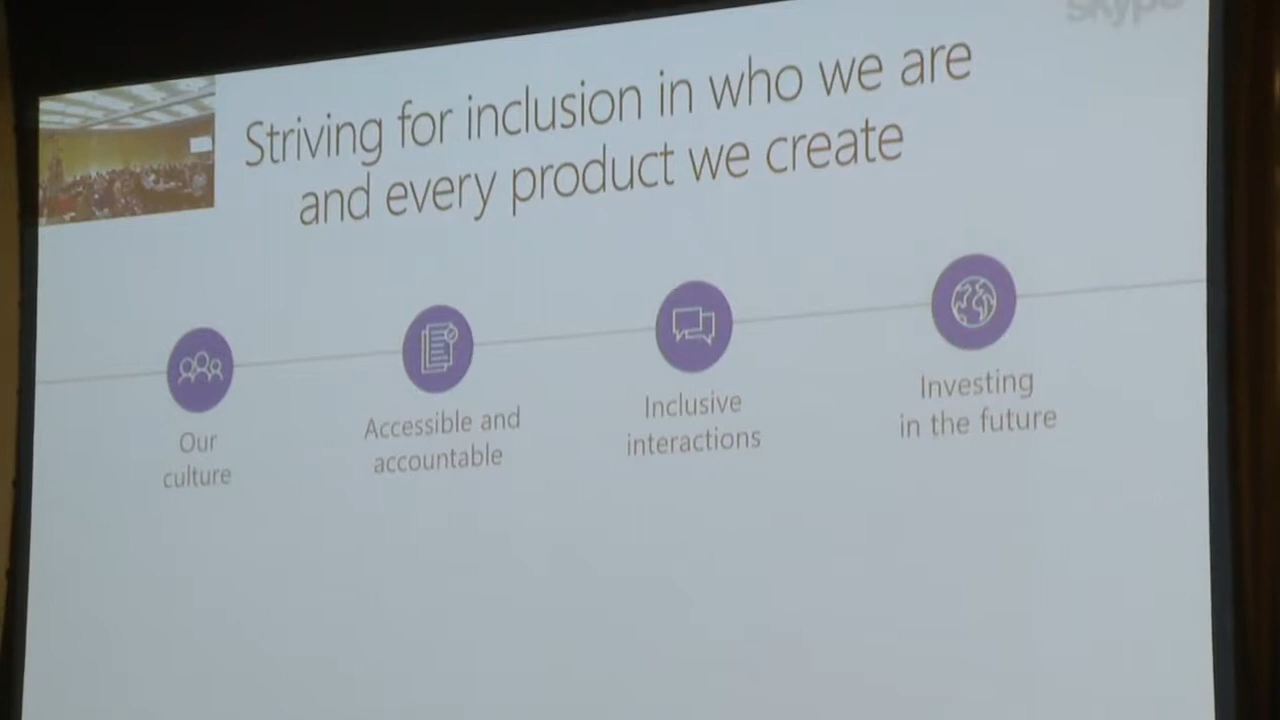 skype
Striving for inclusion in who we are
and every product we create
Our
culture
Accessible and
accountable
Inclusive
interactions
Investing
in the future